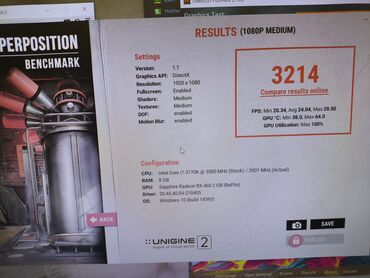 PERPOSITION
BENCHMARK
RESULTS (1080P MEDIUM)
Settings
Version: 1.1
Graphics API: DirectX
Resolution: 1920 x 1080
Fullscreen: Enabled
Shaders: Medium
Textures: Medium
DOF: enabled
Motion Blur: enabled
3214
Compare results online
FPS: Min 20.34, Avg 24.04, Max 29.50
GPU °C: Min 38.0, Max 64.0
GPU Utilization: Max 100%
Configuration
CPU: Intel Core i7-3770K @ 3500 MHz (Stock) / 3501 MHz (Actual)
RAM: 8 GB
GPU: Sapphire Radeon RX 460 2 GB (Baffin)
Driver: 20.45.40.04-210405
OS: Windows 10 (build 14393)
BACK
SAVE
UNIGINE 2